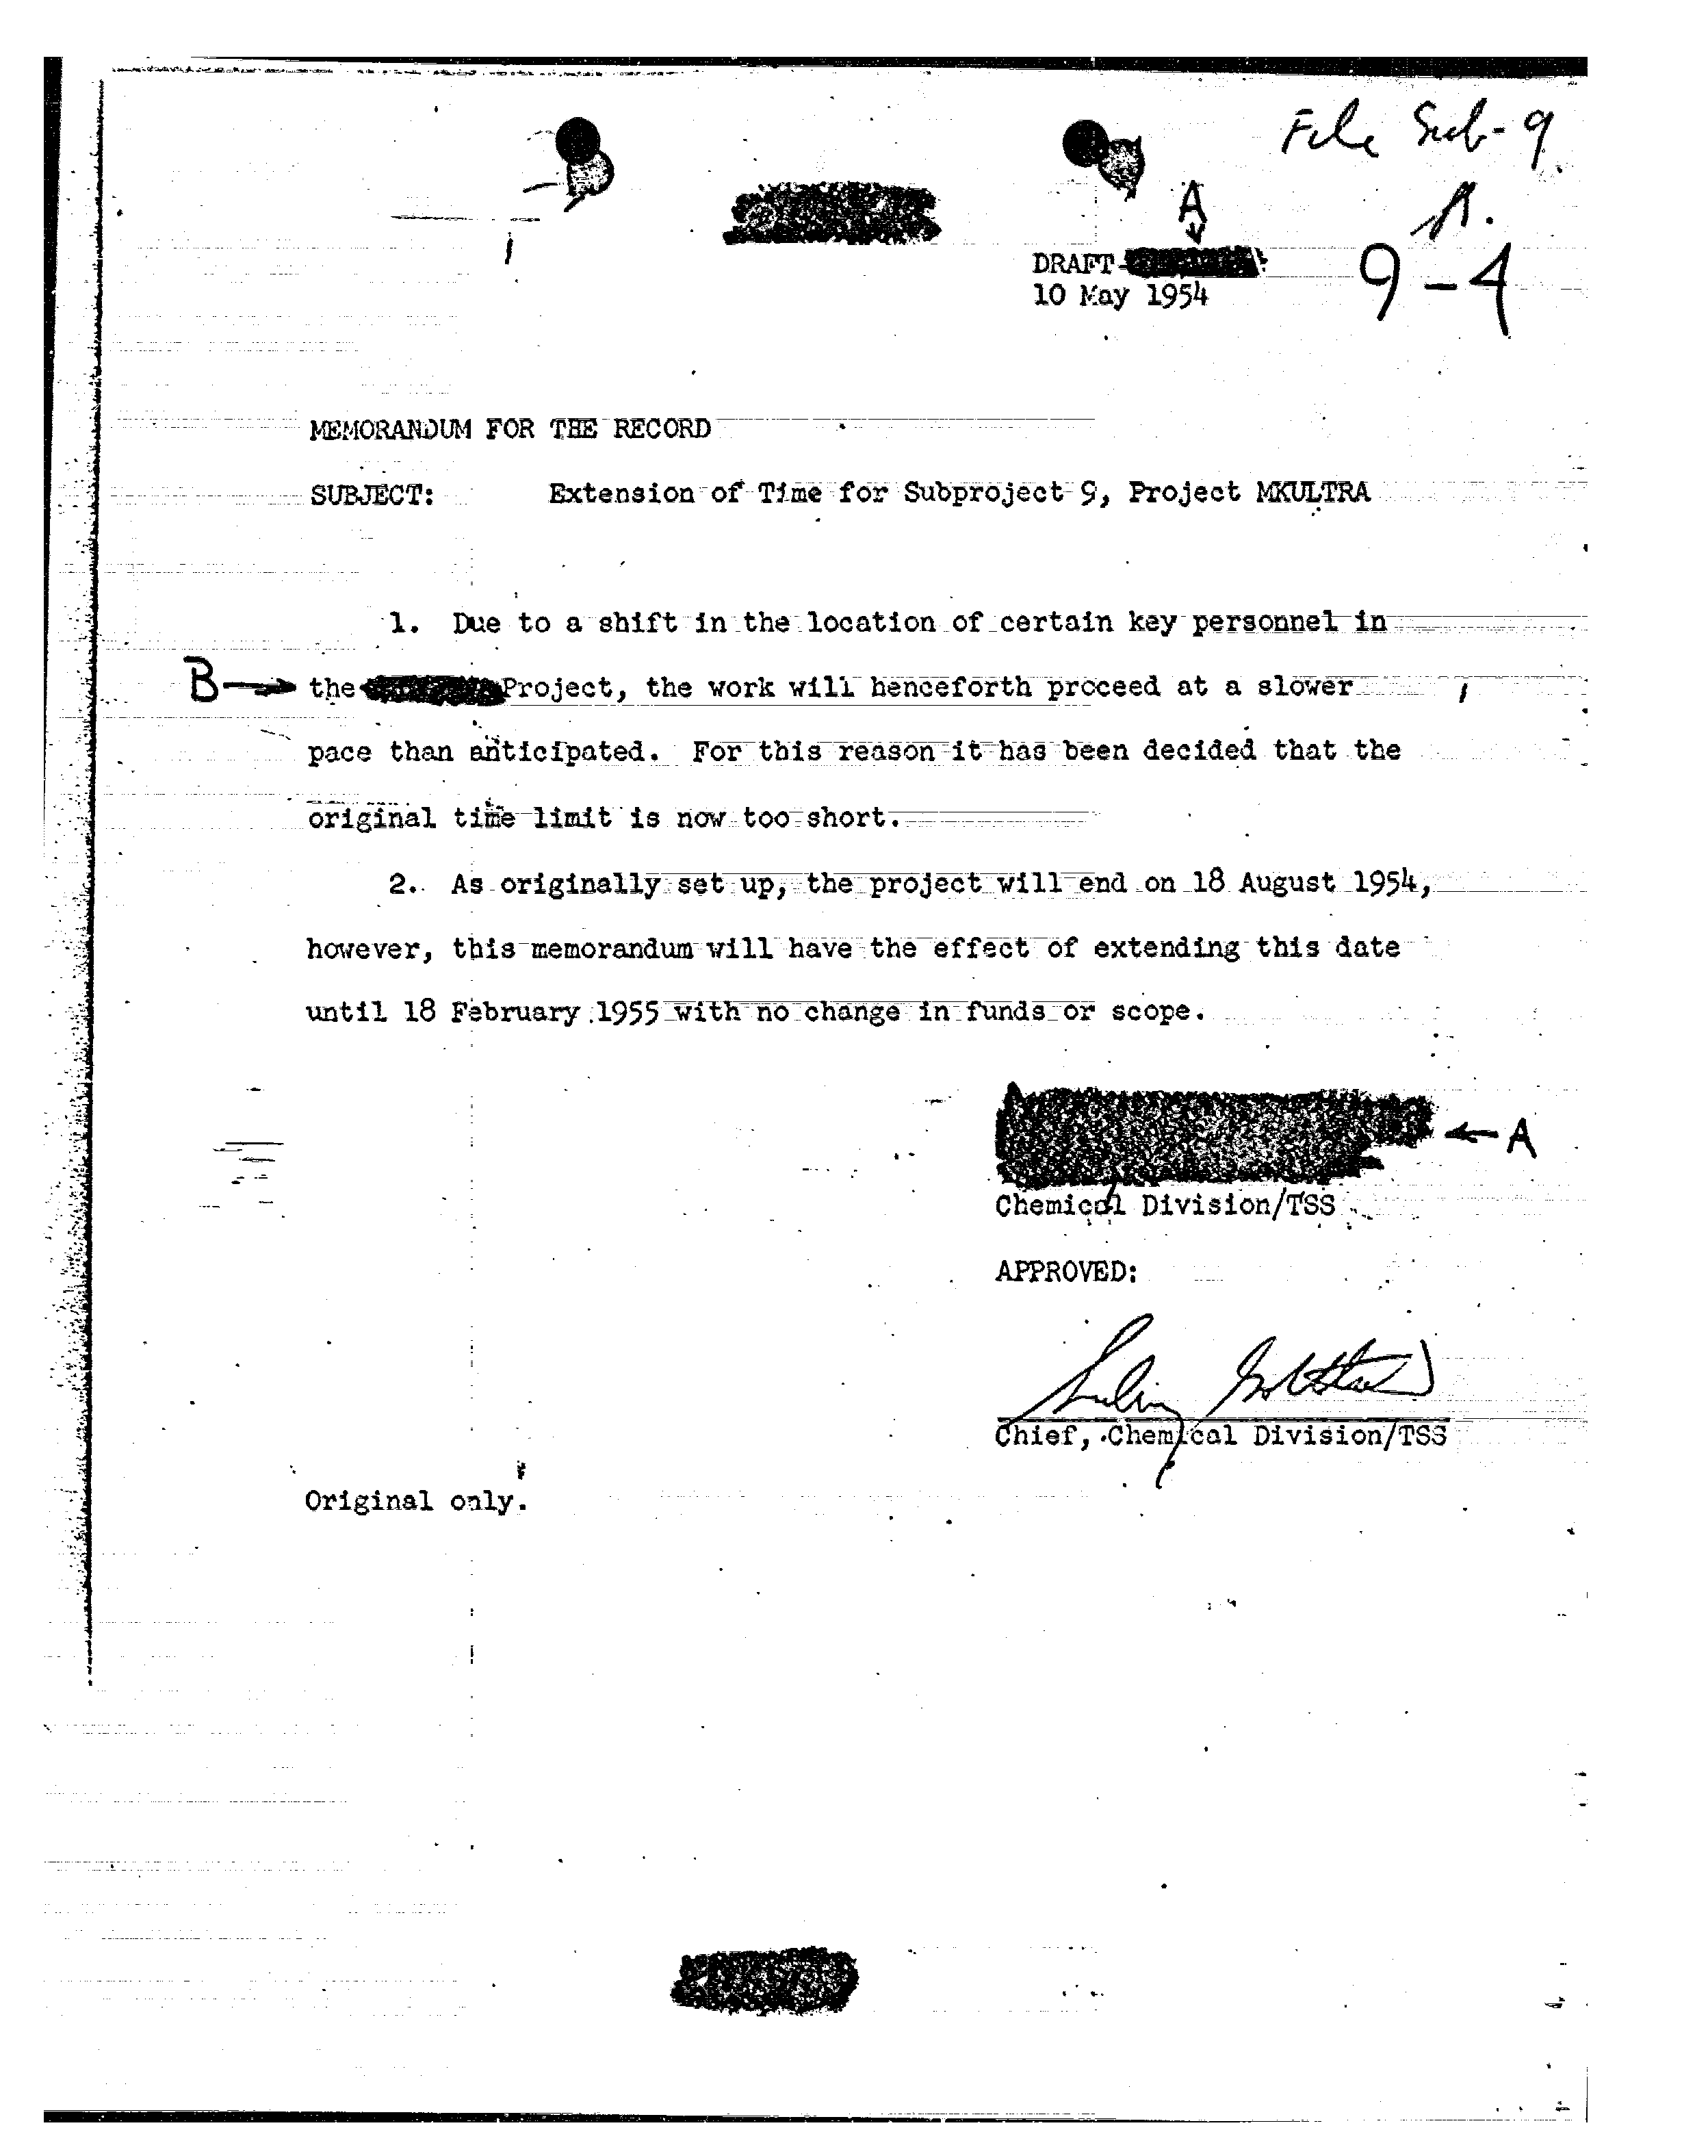 File Sub-9
A
9-4
DRAFT-
10 May 1954
MEMORANDUM FOR THE RECORD
SUBJECT: Extension of Time for Subproject 9, Project MKULTRA
1. Due to a shift in the location of certain key personnel in
B→ the Project, the work will henceforth proceed at a slower
pace than anticipated. For this reason it has been decided that the
original time limit is now too short.
2. As originally set up, the project will end on 18 August 1954,
however, this memorandum will have the effect of extending this date
until 18 February 1955 with no change in funds or scope.
←A
Chemical Division/TSS
APPROVED:
Chief, Chemical Division/TSS
Original only.